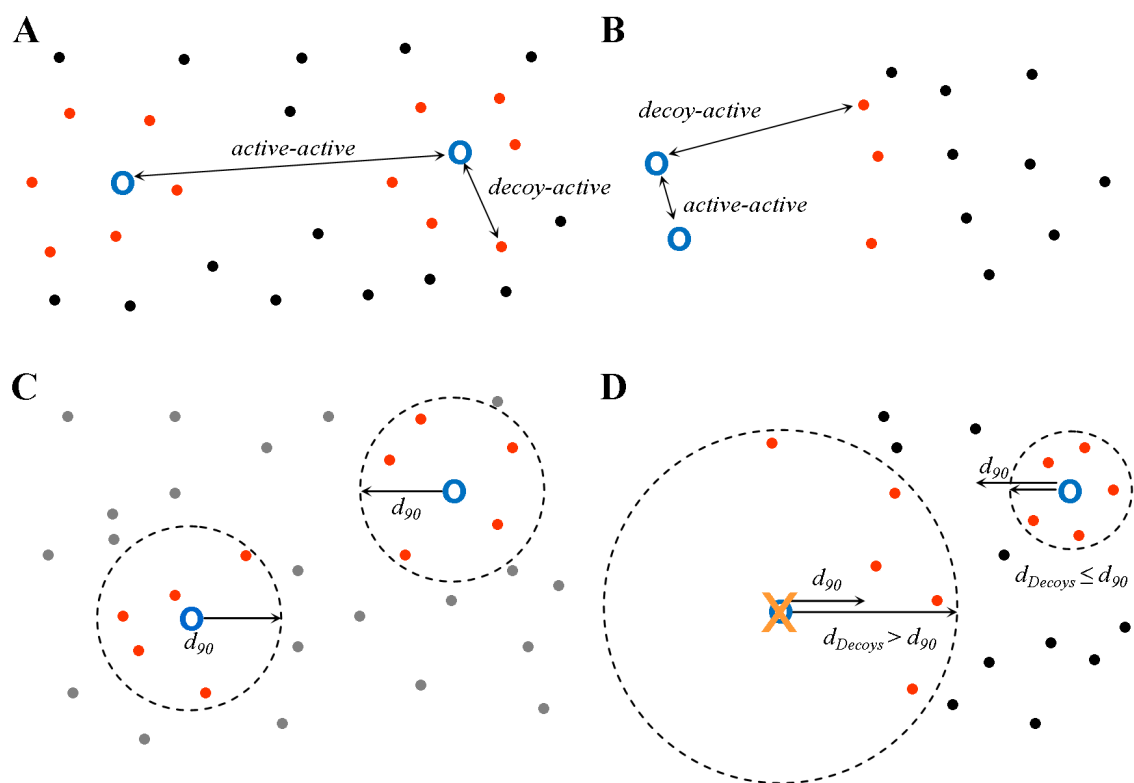 A
active-active
decoy-active
B
decoy-active
active-active
C
d90
d90
D
d90
dDecoys ≤ d90
d90
dDecoys > d90